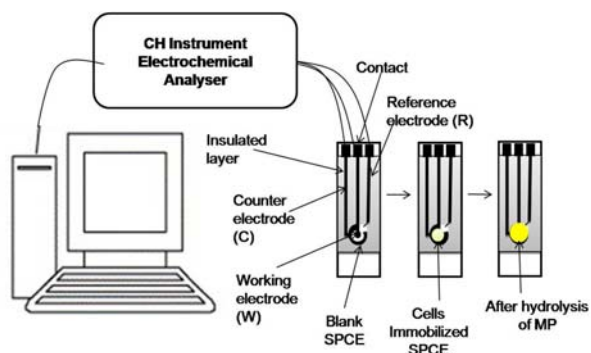 CH Instrument
Electrochemical
Analyser
Contact
Reference
electrode (R)
Insulated
layer
Counter
electrode
(C)
Working
electrode
(W)
Blank
SPCE
Cells
Immobilized
SPCE
After hydrolysis
of MP